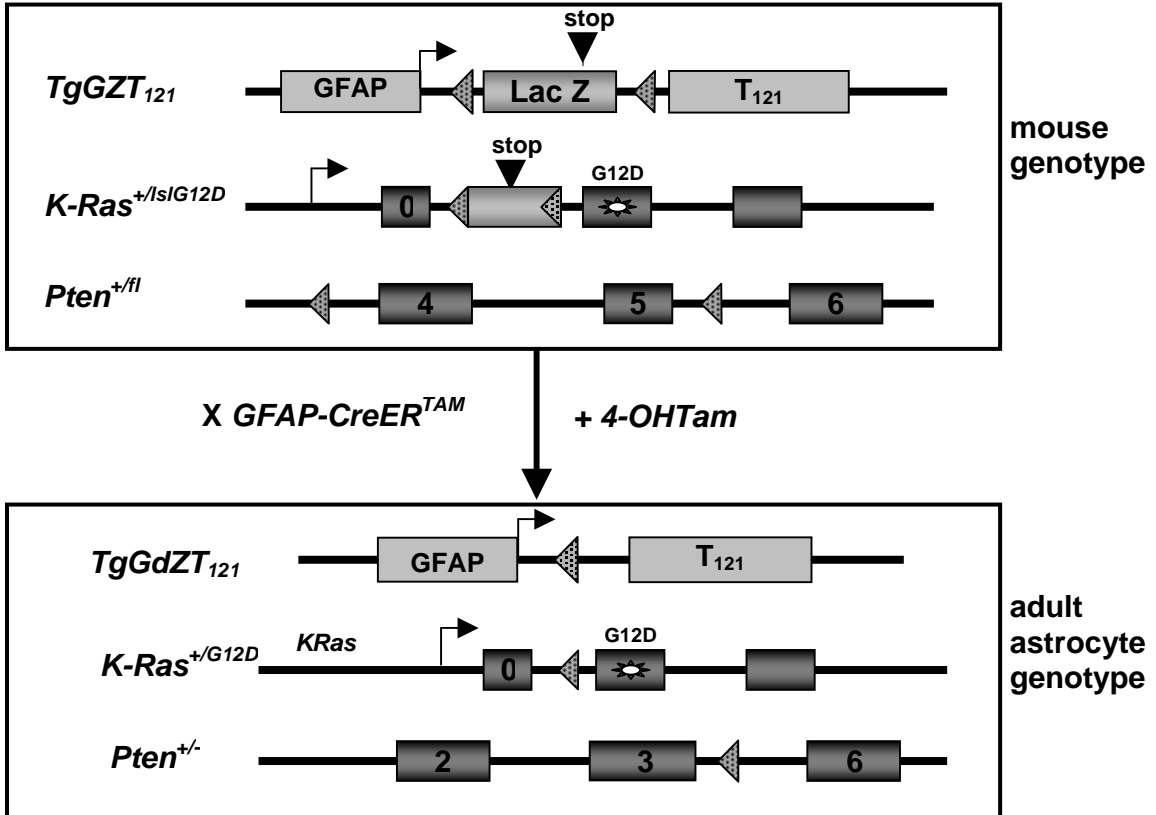 stop
TgGZT121
GFAP
Lac Z
T121
mouse
genotype
stop
K-Ras+/lslG12D
0
G12D
Pten+/fl
4
5
6
X GFAP-CreERTAM
+ 4-OHTam
TgGdZT121
GFAP
T121
adult
astrocyte
genotype
K-Ras+/G12D
KRas
0
G12D
Pten+/-
2
3
6